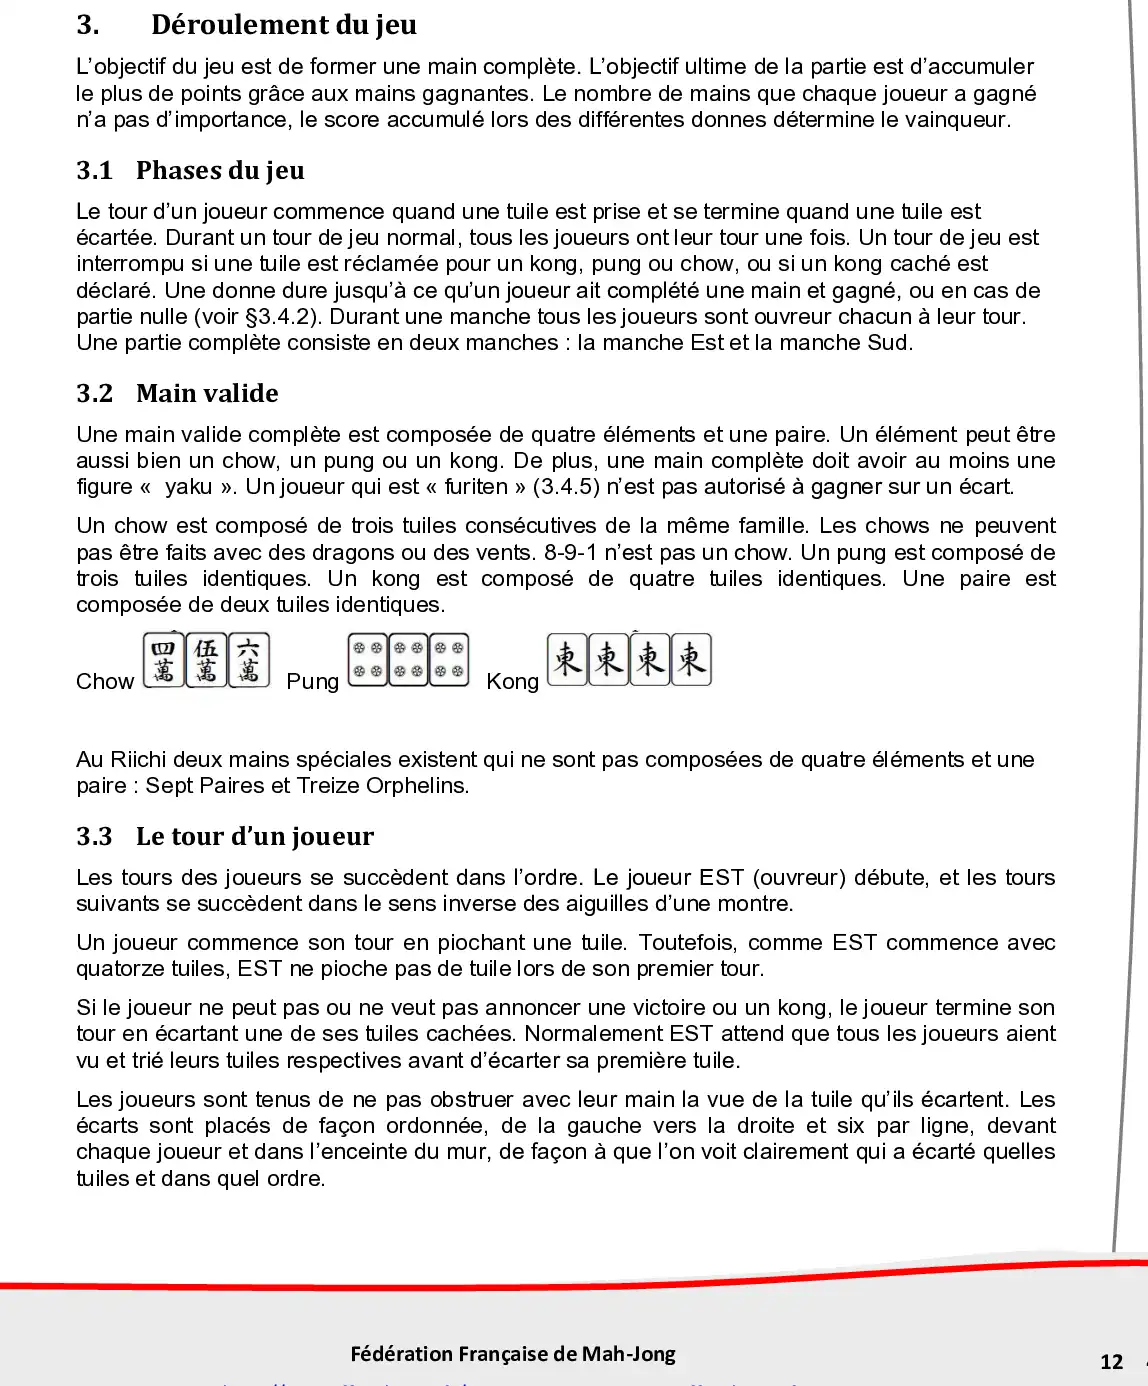 3. Déroulement du jeu
L’objectif du jeu est de former une main complète. L’objectif ultime de la partie est d’accumuler
le plus de points grâce aux mains gagnantes. Le nombre de mains que chaque joueur a gagné
n’a pas d’importance, le score accumulé lors des différentes donnes détermine le vainqueur.
3.1 Phases du jeu
Le tour d’un joueur commence quand une tuile est prise et se termine quand une tuile est
écartée. Durant un tour de jeu normal, tous les joueurs ont leur tour une fois. Un tour de jeu est
interrompu si une tuile est réclamée pour un kong, pung ou chow, ou si un kong caché est
déclaré. Une donne dure jusqu’à ce qu’un joueur ait complété une main et gagné, ou en cas de
partie nulle (voir §3.4.2). Durant une manche tous les joueurs sont ouvreur chacun à leur tour.
Une partie complète consiste en deux manches : la manche Est et la manche Sud.
3.2 Main valide
Une main valide complète est composée de quatre éléments et une paire. Un élément peut être
aussi bien un chow, un pung ou un kong. De plus, une main complète doit avoir au moins une
figure «  yaku ». Un joueur qui est « furiten » (3.4.5) n’est pas autorisé à gagner sur un écart.
Un chow est composé de trois tuiles consécutives de la même famille. Les chows ne peuvent
pas être faits avec des dragons ou des vents. 8-9-1 n’est pas un chow. Un pung est composé de
trois tuiles identiques. Un kong est composé de quatre tuiles identiques. Une paire est
composée de deux tuiles identiques.
Chow 四萬 伍萬 六萬 Pung Kong 東 東 東 東
Au Riichi deux mains spéciales existent qui ne sont pas composées de quatre éléments et une
paire : Sept Paires et Treize Orphelins.
3.3 Le tour d’un joueur
Les tours des joueurs se succèdent dans l’ordre. Le joueur EST (ouvreur) débute, et les tours
suivants se succèdent dans le sens inverse des aiguilles d’une montre.
Un joueur commence son tour en piochant une tuile. Toutefois, comme EST commence avec
quatorze tuiles, EST ne pioche pas de tuile lors de son premier tour.
Si le joueur ne peut pas ou ne veut pas annoncer une victoire ou un kong, le joueur termine son
tour en écartant une de ses tuiles cachées. Normalement EST attend que tous les joueurs aient
vu et trié leurs tuiles respectives avant d’écarter sa première tuile.
Les joueurs sont tenus de ne pas obstruer avec leur main la vue de la tuile qu’ils écartent. Les
écarts sont placés de façon ordonnée, de la gauche vers la droite et six par ligne, devant
chaque joueur et dans l’enceinte du mur, de façon à que l’on voit clairement qui a écarté quelles
tuiles et dans quel ordre.
Fédération Française de Mah-Jong
12